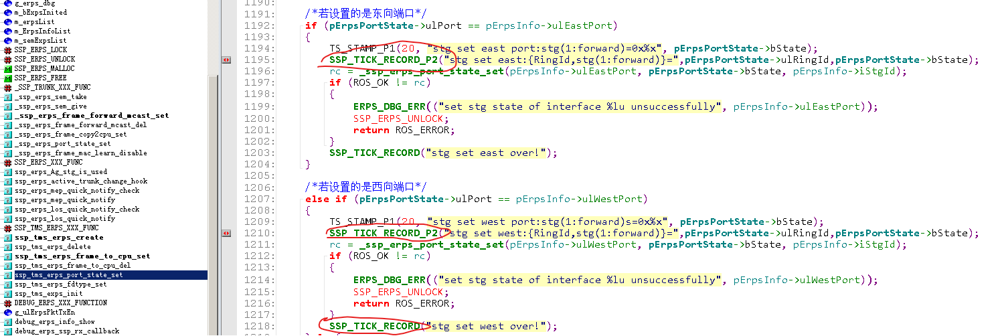 g_erps_dbg
m_bExpsInited
m_erpsList
m_ErpsInfoList
m_semExpsList
SSP_ERPS_LOCK
SSP_ERPS_UNLOCK
SSP_ERPS_MALLOC
SSP_ERPS_FREE
_SSP_TRUNK_XXX_FUNC
_ssp_erps_sem_take
_ssp_erps_sem_give
_ssp_erps_frame_forward_mcast_set
_ssp_erps_frame_forward_mcast_del
_ssp_erps_frame_copy2cpu_set
_ssp_erps_port_state_set
_ssp_erps_frame_mac_learn_disable
SSP_ERPS_XXX_FUNC
ssp_erps_Ag_stg_is_used
ssp_erps_active_trunk_change_hook
ssp_erps_mep_quick_notify_check
ssp_erps_mep_quick_notify
ssp_erps_los_quick_notify_check
ssp_erps_los_quick_notify
SSP_TMS_ERPS_XXX_FUNC
ssp_tms_erps_create
ssp_tms_erps_delete
ssp_tms_erps_frame_to_cpu_set
ssp_tms_erps_frame_to_cpu_del
ssp_tms_erps_port_state_set
ssp_tms_erps_fdtype_set
ssp_tms_exps_init
DEBUG_ERPS_XXX_FUNCTION
g_ulErpsPktTxEn
debug_erps_info_show
debug_erps_ssp_rx_callback
1190:
1191: /*若设置的是东向端口*/
1192: if (pErpsPortState->ulPort == pErpsInfo->ulEastPort)
1193: {
1194: TS_STAMP_P1(20, "stg set east port:stg(1:forward)=0x%x", pErpsPortState->bState);
1195: SSP_TICK_RECORD_P2("stg set east:{RingId,stg(1:forward)}=",pErpsPortState->ulRingId,pErpsPortState->bState);
1196: rc = _ssp_erps_port_state_set(pErpsInfo->ulEastPort, pErpsPortState->bState, pErpsInfo->iStgId);
1197: if (ROS_OK != rc)
1198: {
1199: ERPS_DBG_ERR(("set stg state of interface %lu unsuccessfully", pErpsInfo->ulEastPort));
1200: SSP_ERPS_UNLOCK;
1201: return ROS_ERROR;
1202: }
1203: SSP_TICK_RECORD("stg set east over!");
1204: }
1205:
1206: /*若设置的是西向端口*/
1207: else if (pErpsPortState->ulPort == pErpsInfo->ulWestPort)
1208: {
1209: TS_STAMP_P1(20, "stg set west port:stg(1:forward)s=0x%x", pErpsPortState->bState);
1210: SSP_TICK_RECORD_P2("stg set west:{RingId,stg(1:forward)}=",pErpsPortState->ulRingId,pErpsPortState->bState);
1211: rc = _ssp_erps_port_state_set(pErpsInfo->ulWestPort, pErpsPortState->bState, pErpsInfo->iStgId);
1212: if (ROS_OK != rc)
1213: {
1214: ERPS_DBG_ERR(("set stg state of interface %lu unsuccessfully", pErpsInfo->ulWestPort));
1215: SSP_ERPS_UNLOCK;
1216: return ROS_ERROR;
1217: }
1218: SSP_TICK_RECORD("stg set west over!");